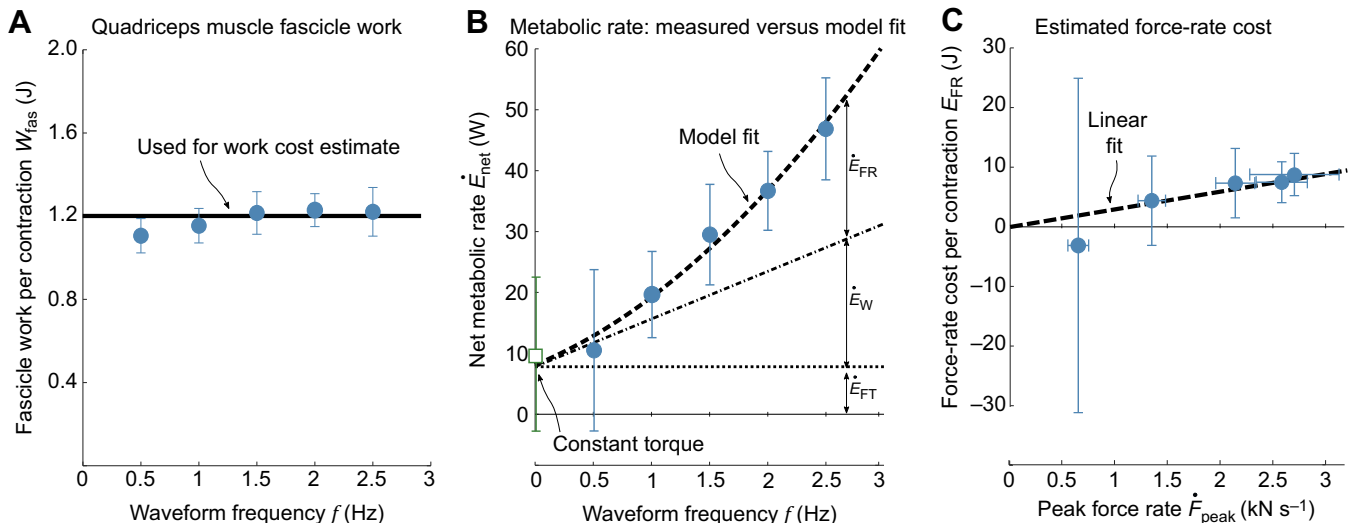 A
Quadriceps muscle fascicle work
Fascicle work per contraction W_fas (J)
2.0
1.6
1.2
0.8
0.4
Used for work cost estimate
0 0.5 1 1.5 2 2.5 3
Waveform frequency f (Hz)
B
Metabolic rate: measured versus model fit
Net metabolic rate Ė_net (W)
60
50
40
30
20
10
0
Model fit
Ė_FR
Ė_W
Ė_FT
Constant torque
0 0.5 1 1.5 2 2.5 3
Waveform frequency f (Hz)
C
Estimated force-rate cost
Force-rate cost per contraction E_FR (J)
30
20
10
0
–10
–20
–30
Linear
fit
0 0.5 1 1.5 2 2.5 3
Peak force rate Ḟ_peak (kN s⁻¹)